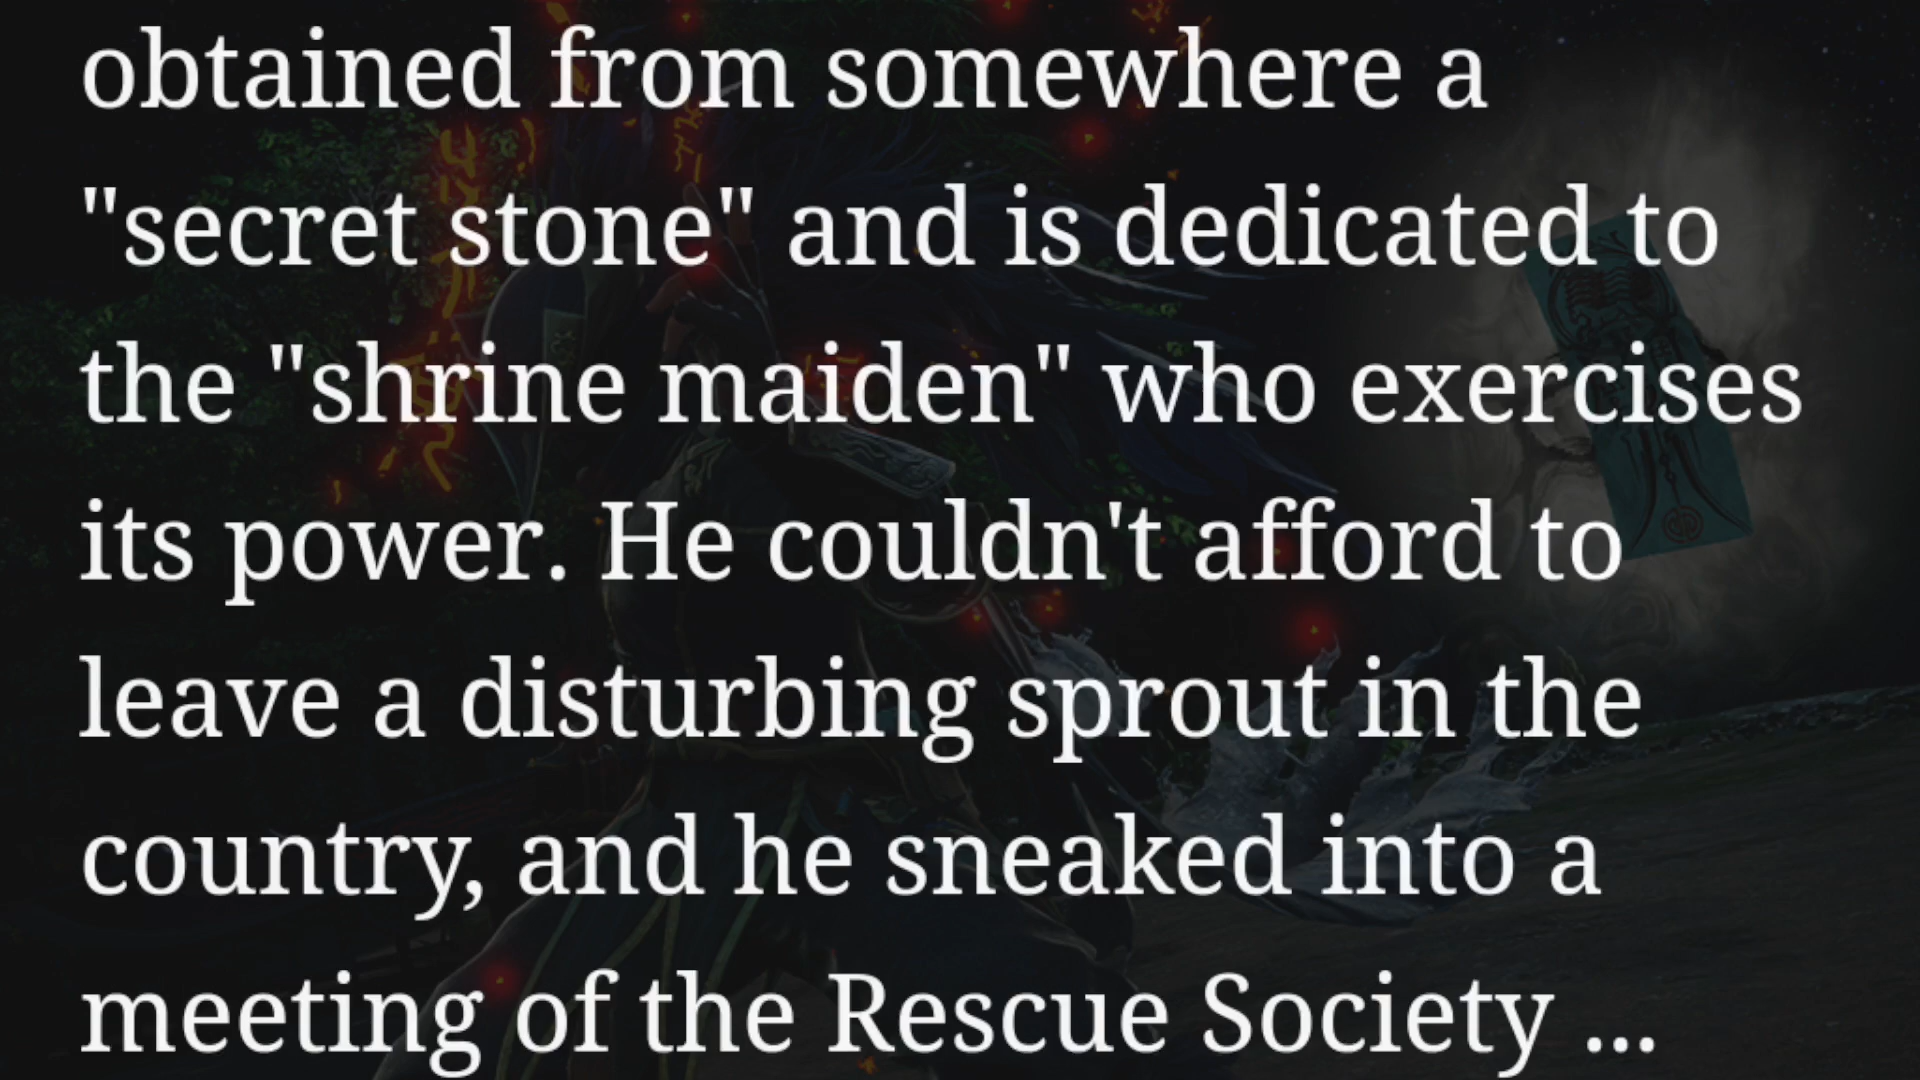 obtained from somewhere a
"secret stone" and is dedicated to
the "shrine maiden" who exercises
its power. He couldn't afford to
leave a disturbing sprout in the
country, and he sneaked into a
meeting of the Rescue Society ...